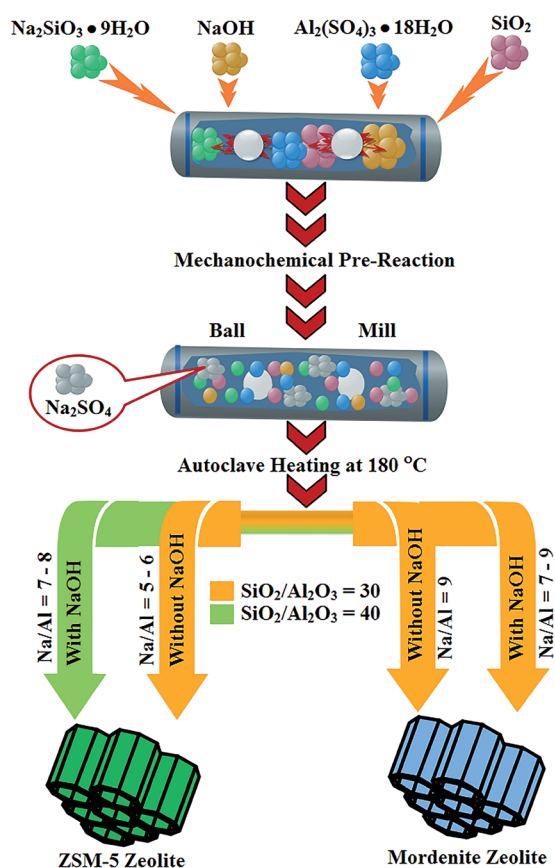 Na₂SiO₃ • 9H₂O
NaOH
Al₂(SO₄)₃ • 18H₂O
SiO₂
Mechanochemical Pre-Reaction
Ball Mill
Na₂SO₄
Autoclave Heating at 180 °C
Na/Al = 7 - 8
With NaOH
Na/Al = 5 - 6
Without NaOH
SiO₂/Al₂O₃ = 30
SiO₂/Al₂O₃ = 40
Without NaOH
Na/Al = 9
With NaOH
Na/Al = 7 - 9
ZSM-5 Zeolite
Mordenite Zeolite